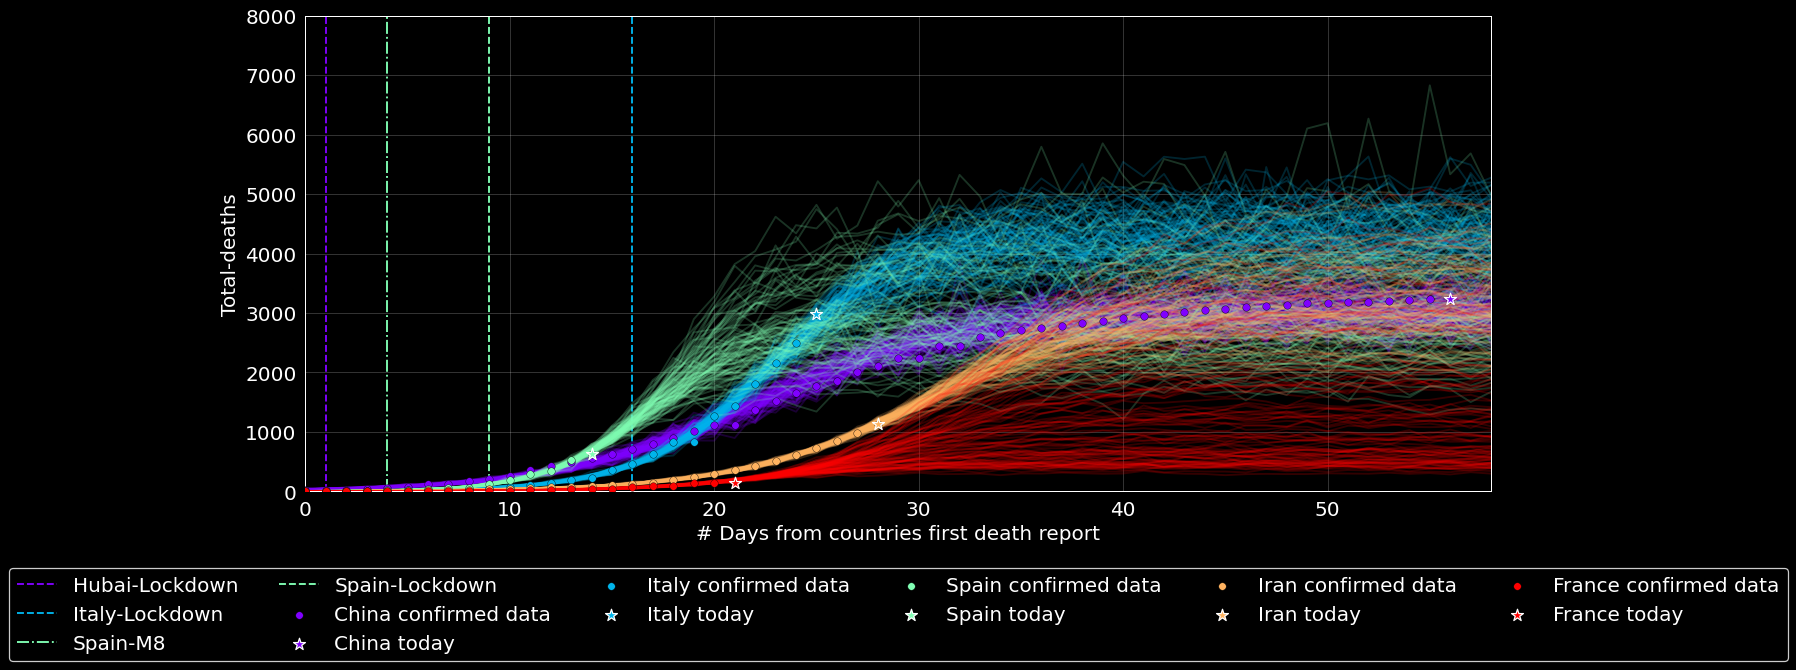 8000
7000
6000
5000
4000
3000
2000
1000
0
Total-deaths
0 10 20 30 40 50
# Days from countries first death report
Hubai-Lockdown Spain-Lockdown Italy confirmed data Spain confirmed data Iran confirmed data France confirmed data
Italy-Lockdown China confirmed data Italy today Spain today Iran today France today
Spain-M8 China today